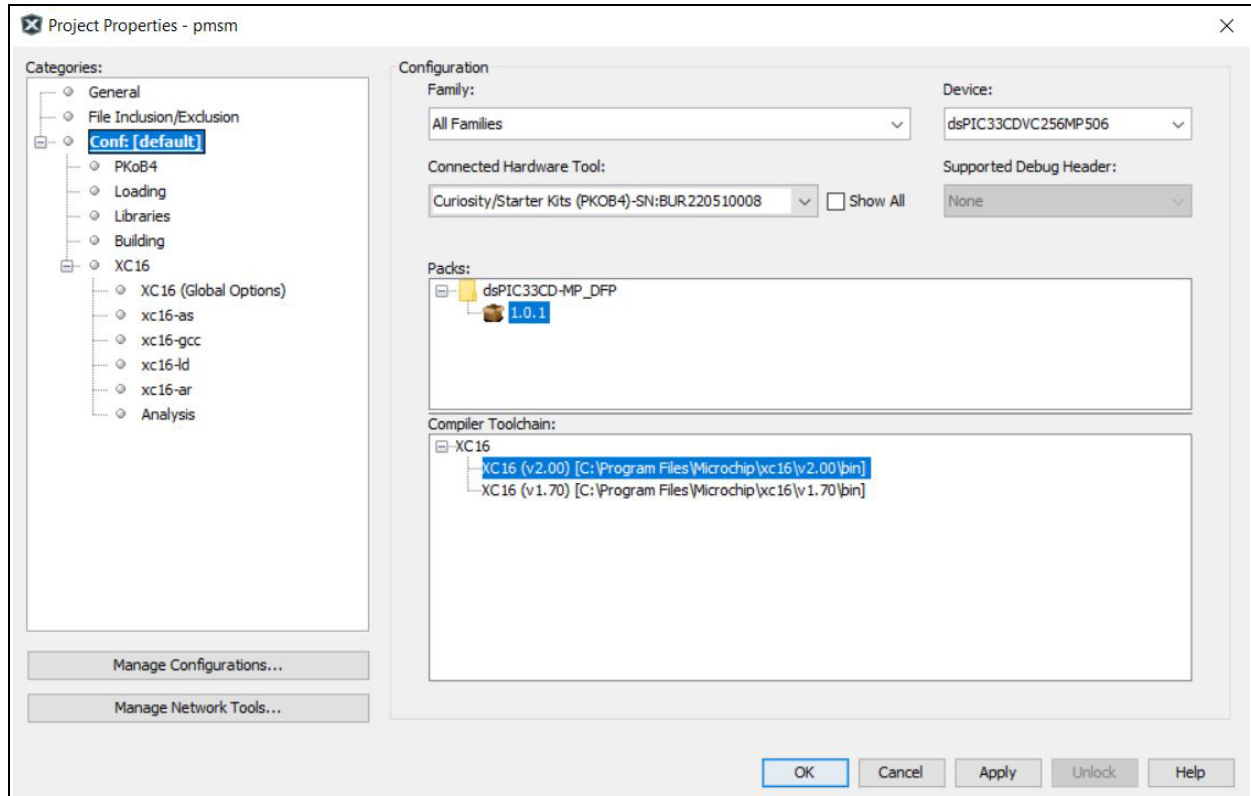 Project Properties - pmsm
Categories:
General
File Inclusion/Exclusion
Conf: [default]
PKoB4
Loading
Libraries
Building
XC16
XC16 (Global Options)
xc16-as
xc16-gcc
xc16-ld
xc16-ar
Analysis
Manage Configurations...
Manage Network Tools...
Configuration
Family:
All Families
Device:
dsPIC33CDVC256MP506
Connected Hardware Tool:
Curiosity/Starter Kits (PKOB4)-SN:BUR220510008
Show All
Supported Debug Header:
None
Packs:
dsPIC33CD-MP_DFP
1.0.1
Compiler Toolchain:
XC16
XC16 (v2.00) [C:\Program Files\Microchip\xc16\v2.00\bin]
XC16 (v1.70) [C:\Program Files\Microchip\xc16\v1.70\bin]
OK
Cancel
Apply
Unlock
Help